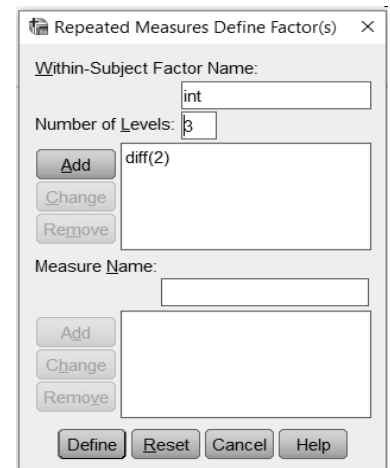 Repeated Measures Define Factor(s) ×
Within-Subject Factor Name:
int
Number of Levels: 3
Add
diff(2)
Change
Remove
Measure Name:
Add
Change
Remove
Define Reset Cancel Help